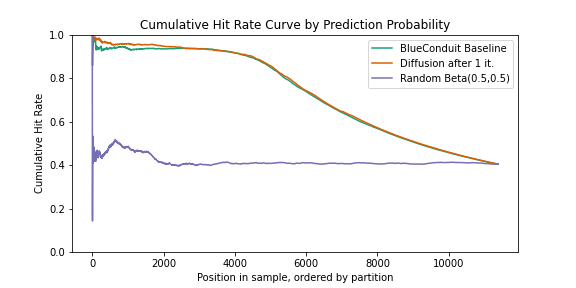 Cumulative Hit Rate Curve by Prediction Probability
BlueConduit Baseline
Diffusion after 1 it.
Random Beta(0.5,0.5)
Cumulative Hit Rate
1.0
0.8
0.6
0.4
0.2
0.0
0 2000 4000 6000 8000 10000
Position in sample, ordered by partition